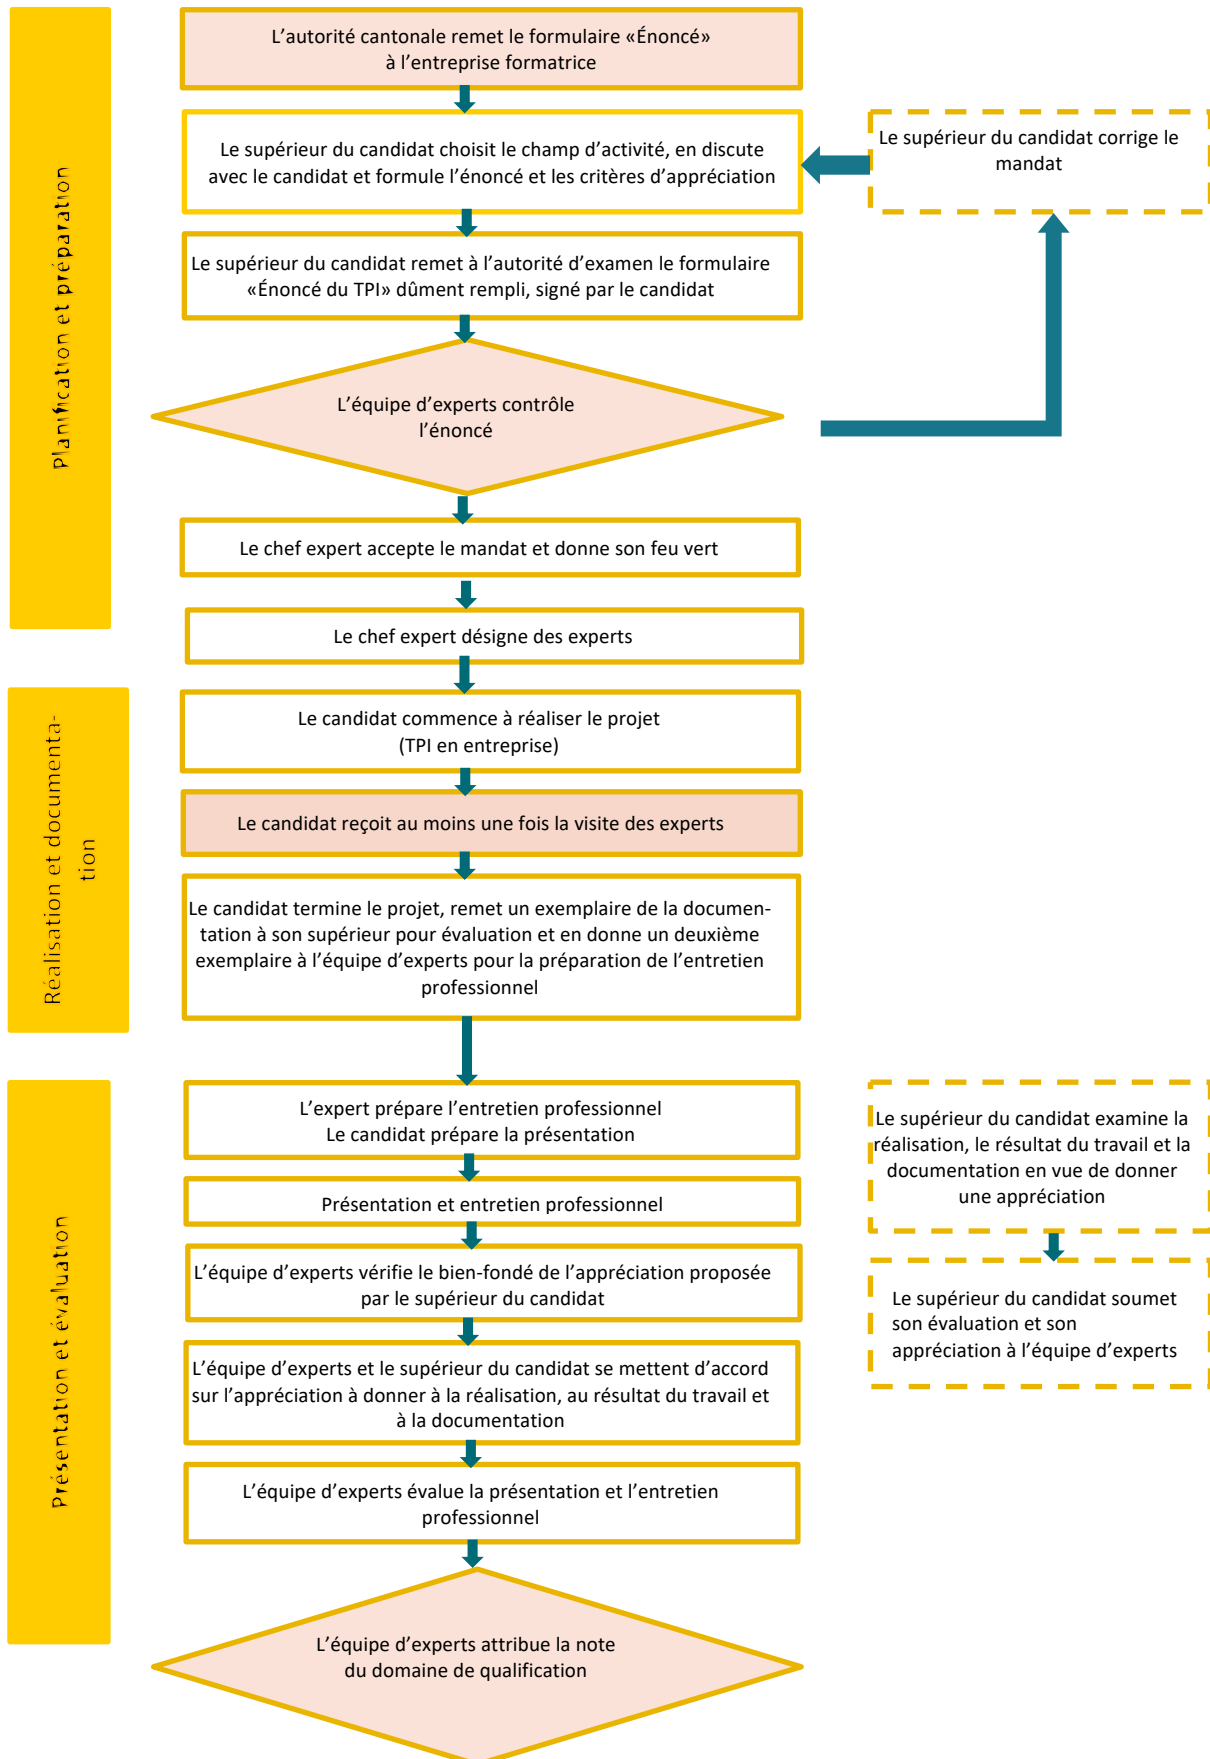 Planification et préparation
L’autorité cantonale remet le formulaire «Énoncé»
à l’entreprise formatrice
Le supérieur du candidat choisit le champ d’activité, en discute
avec le candidat et formule l’énoncé et les critères d’appréciation
Le supérieur du candidat corrige le
mandat
Le supérieur du candidat remet à l’autorité d’examen le formulaire
«Énoncé du TPI» dûment rempli, signé par le candidat
L’équipe d’experts contrôle
l’énoncé
Le chef expert accepte le mandat et donne son feu vert
Le chef expert désigne des experts
Réalisation et documenta-
tion
Le candidat commence à réaliser le projet
(TPI en entreprise)
Le candidat reçoit au moins une fois la visite des experts
Le candidat termine le projet, remet un exemplaire de la documen-
tation à son supérieur pour évaluation et en donne un deuxième
exemplaire à l’équipe d’experts pour la préparation de l’entretien
professionnel
Présentation et évaluation
L’expert prépare l’entretien professionnel
Le candidat prépare la présentation
Le supérieur du candidat examine la
réalisation, le résultat du travail et la
documentation en vue de donner
une appréciation
Présentation et entretien professionnel
L’équipe d’experts vérifie le bien-fondé de l’appréciation proposée
par le supérieur du candidat
Le supérieur du candidat soumet
son évaluation et son
appréciation à l’équipe d’experts
L’équipe d’experts et le supérieur du candidat se mettent d’accord
sur l’appréciation à donner à la réalisation, au résultat du travail et
à la documentation
L’équipe d’experts évalue la présentation et l’entretien
professionnel
L’équipe d’experts attribue la note
du domaine de qualification